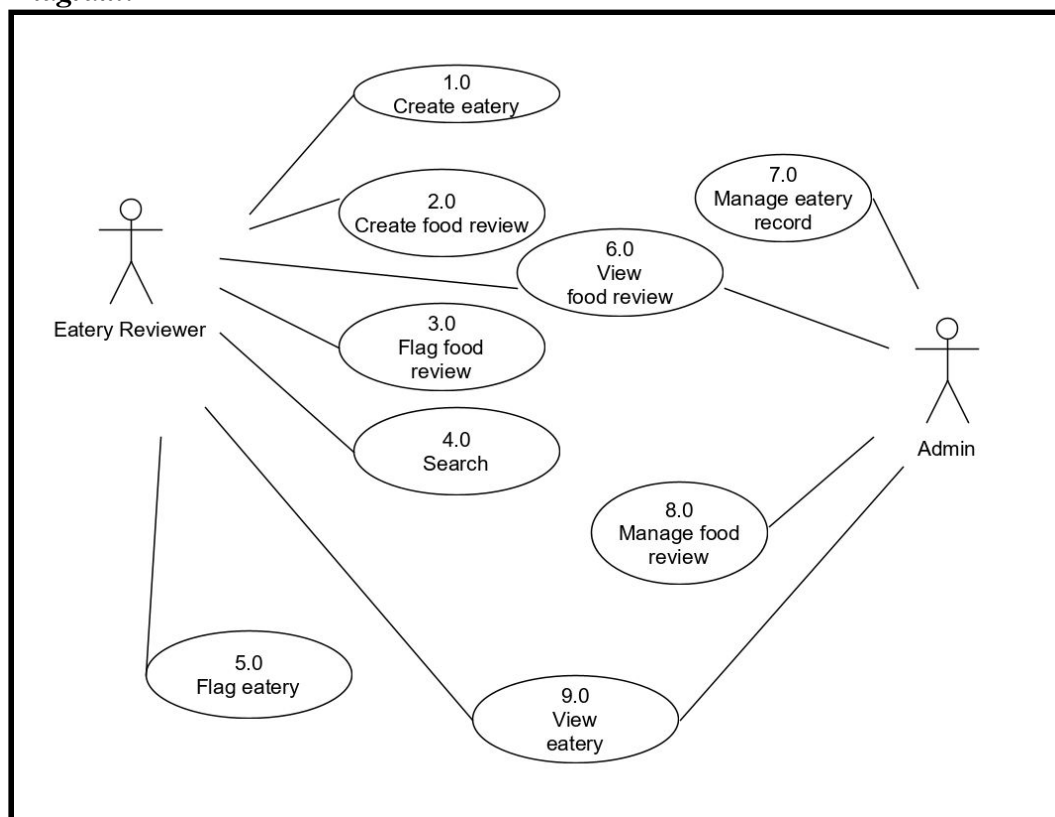 1.0
Create eatery
2.0
Create food review
6.0
View
food review
3.0
Flag food
review
4.0
Search
5.0
Flag eatery
Eatery Reviewer
7.0
Manage eatery
record
Admin
8.0
Manage food
review
9.0
View
eatery